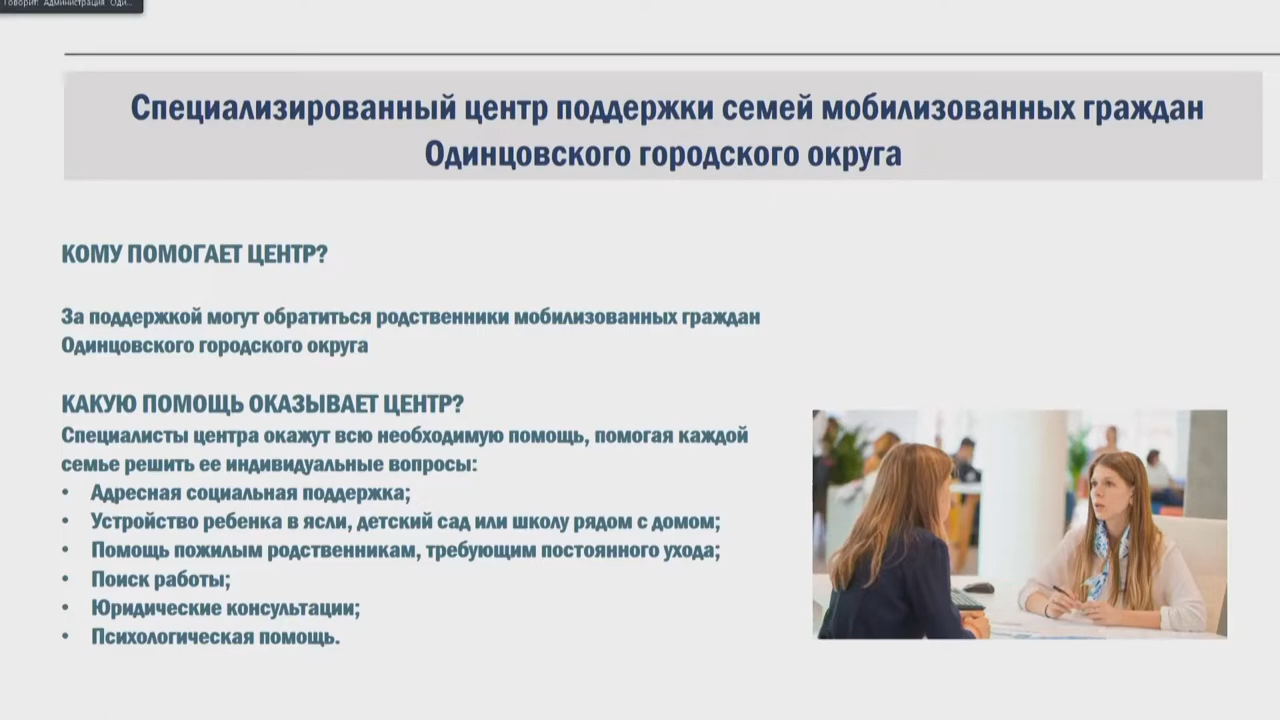 Говорит: Администрация Оди...
Специализированный центр поддержки семей мобилизованных граждан
Одинцовского городского округа
КОМУ ПОМОГАЕТ ЦЕНТР?
За поддержкой могут обратиться родственники мобилизованных граждан
Одинцовского городского округа
КАКУЮ ПОМОЩЬ ОКАЗЫВАЕТ ЦЕНТР?
Специалисты центра окажут всю необходимую помощь, помогая каждой
семье решить ее индивидуальные вопросы:
• Адресная социальная поддержка;
• Устройство ребенка в ясли, детский сад или школу рядом с домом;
• Помощь пожилым родственникам, требующим постоянного ухода;
• Поиск работы;
• Юридические консультации;
• Психологическая помощь.